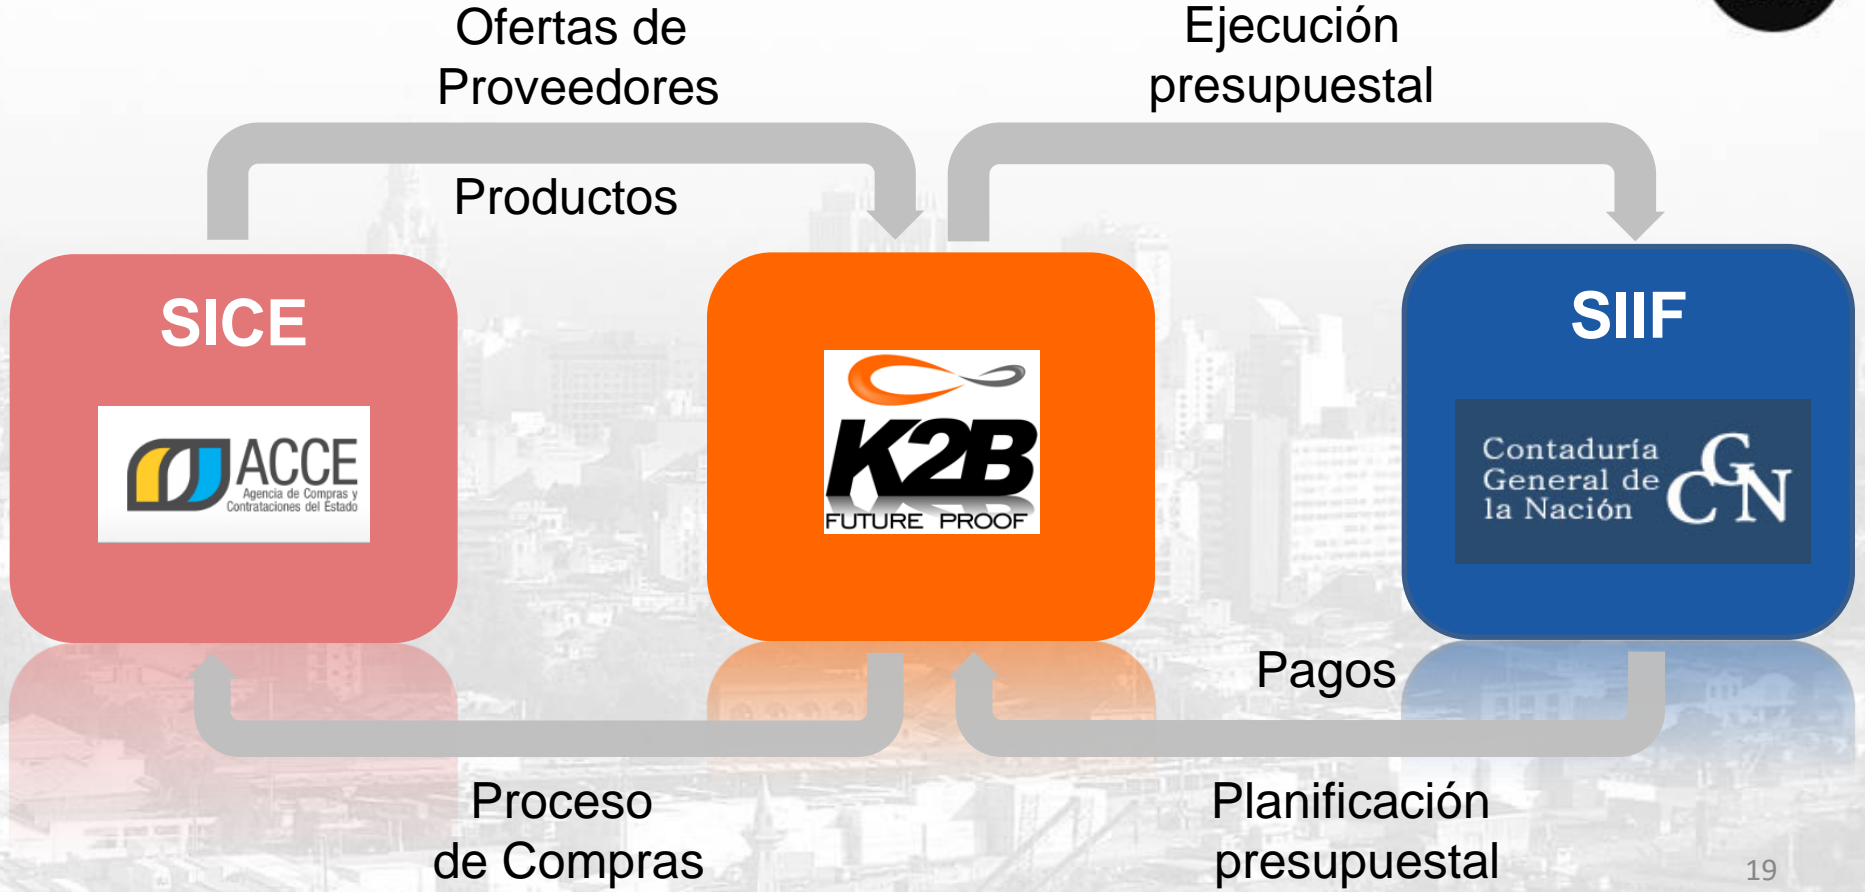 Ofertas de
Proveedores
Ejecución
presupuestal
Productos
SICE
ACCE
Agencia de Compras y
Contrataciones del Estado
K2B
FUTURE PROOF
SIIF
Contaduría
General de
la Nación
CGN
Pagos
Proceso
de Compras
Planificación
presupuestal
19